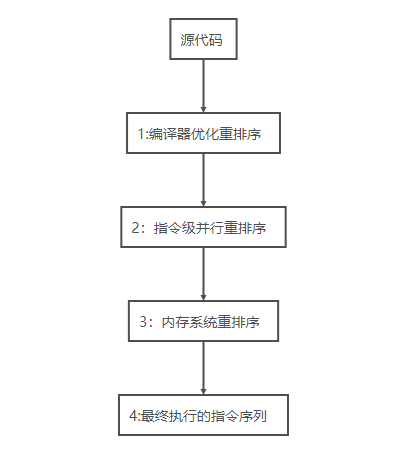 源代码
1:编译器优化重排序
2：指令级并行重排序
3：内存系统重排序
4:最终执行的指令序列